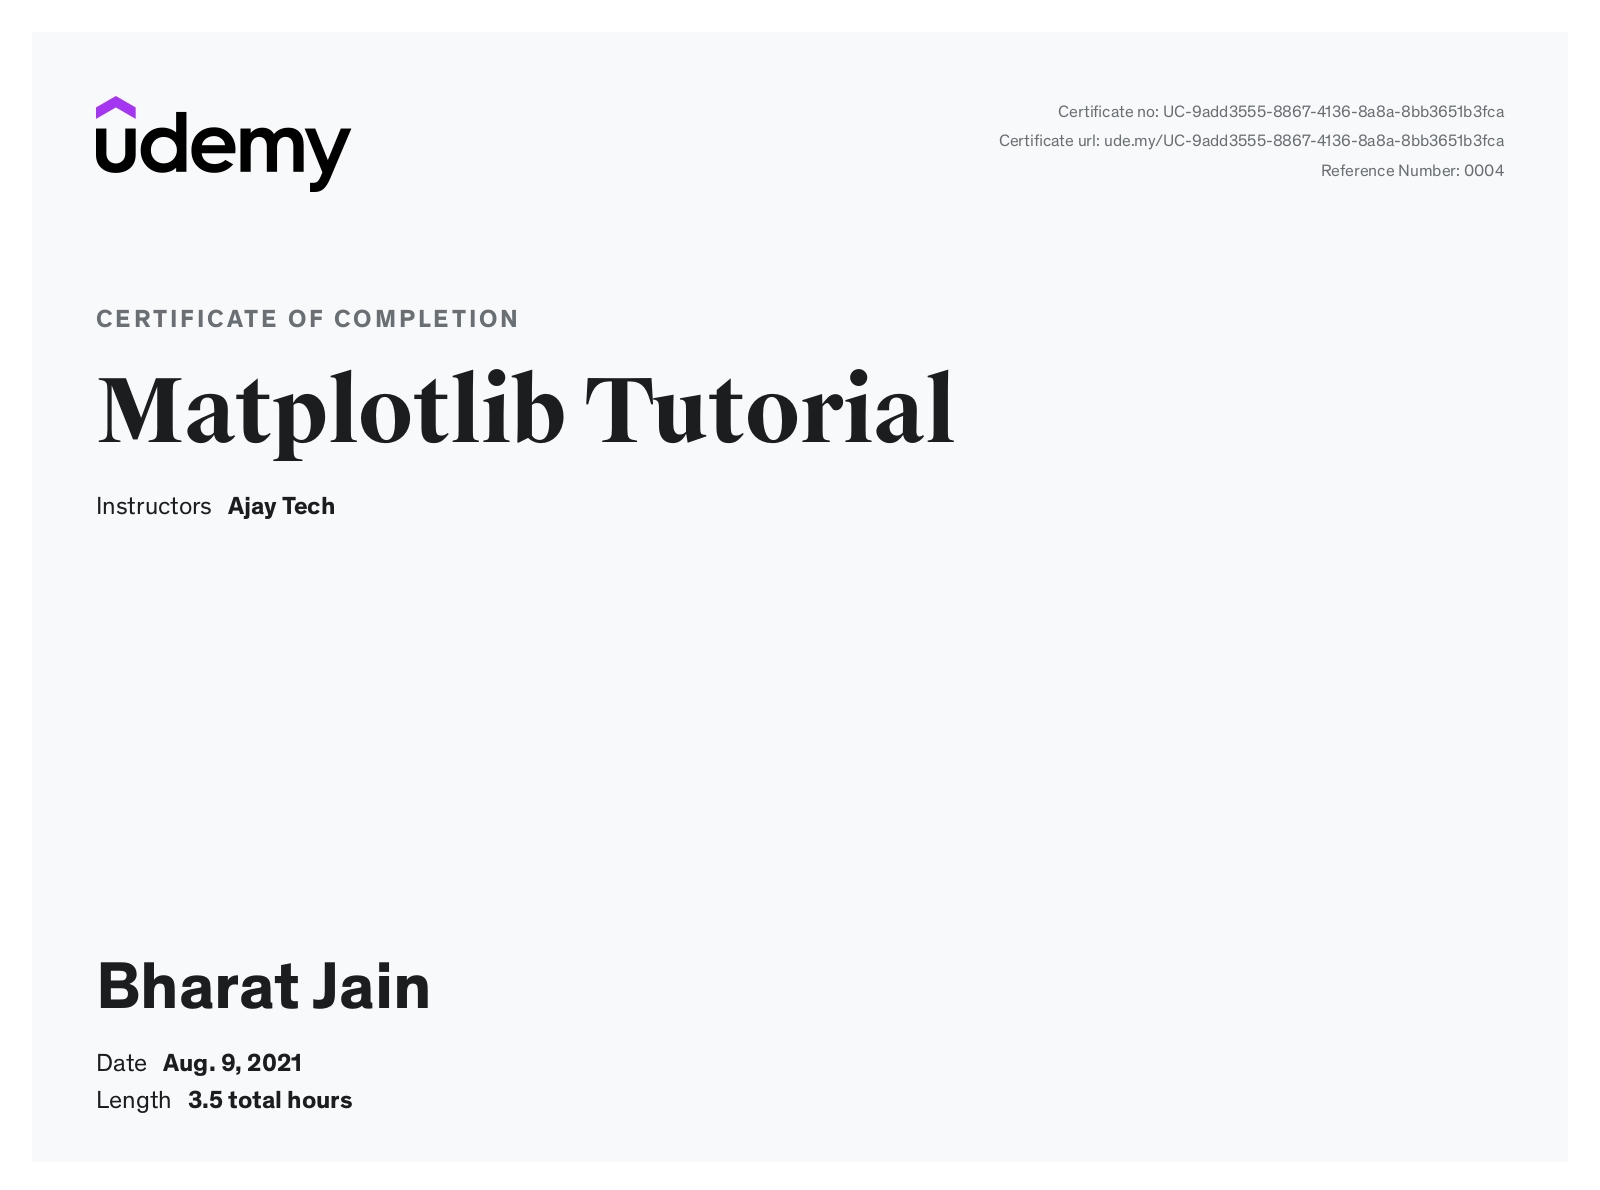 udemy
Certificate no: UC-9add3555-8867-4136-8a8a-8bb3651b3fca
Certificate url: ude.my/UC-9add3555-8867-4136-8a8a-8bb3651b3fca
Reference Number: 0004
CERTIFICATE OF COMPLETION
Matplotlib Tutorial
Instructors Ajay Tech
Bharat Jain
Date Aug. 9, 2021
Length 3.5 total hours